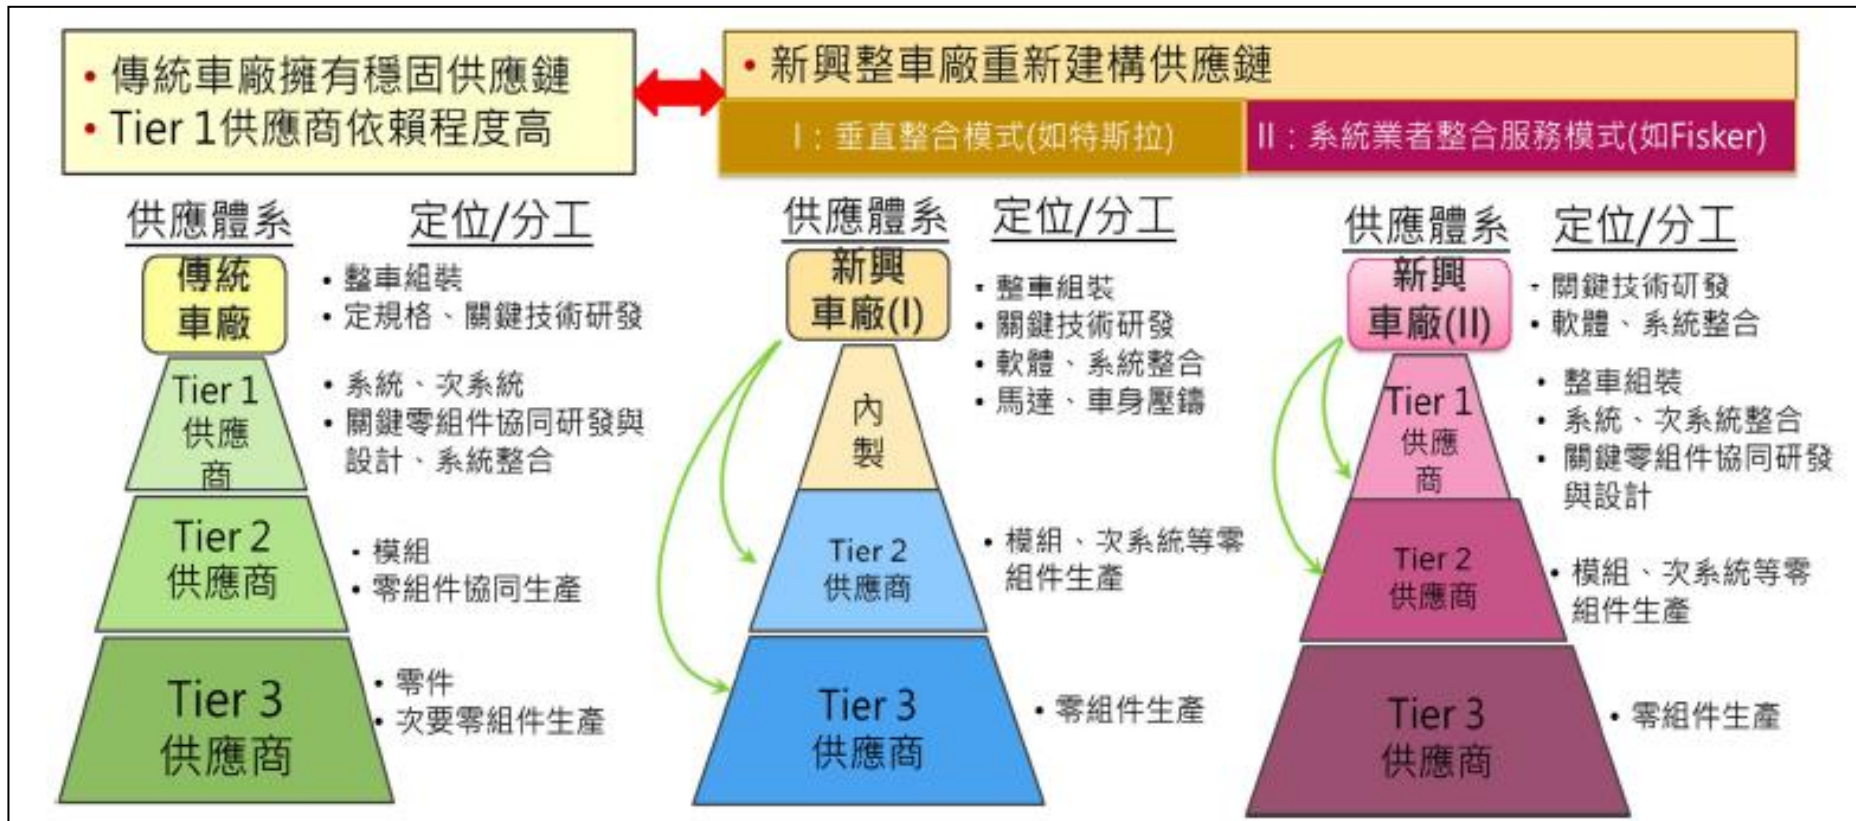 • 傳統車廠擁有穩固供應鏈
• Tier 1供應商依賴程度高
• 新興整車廠重新建構供應鏈
I：垂直整合模式(如特斯拉)
II：系統業者整合服務模式(如Fisker)
供應體系
定位/分工
傳統
車廠
• 整車組裝
• 定規格、關鍵技術研發
Tier 1
供應
商
• 系統、次系統
• 關鍵零組件協同研發與
設計、系統整合
Tier 2
供應商
• 模組
• 零組件協同生產
Tier 3
供應商
• 零件
• 次要零組件生產
供應體系
定位/分工
新興
車廠(I)
• 整車組裝
• 關鍵技術研發
• 軟體、系統整合
• 馬達、車身壓鑄
內
製
Tier 2
供應商
• 模組、次系統等零
組件生產
Tier 3
供應商
• 零組件生產
供應體系
定位/分工
新興
車廠(II)
• 關鍵技術研發
• 軟體、系統整合
Tier 1
供應
商
• 整車組裝
• 系統、次系統整合
• 關鍵零組件協同研發
與設計
Tier 2
供應商
• 模組、次系統等零
組件生產
Tier 3
供應商
• 零組件生產